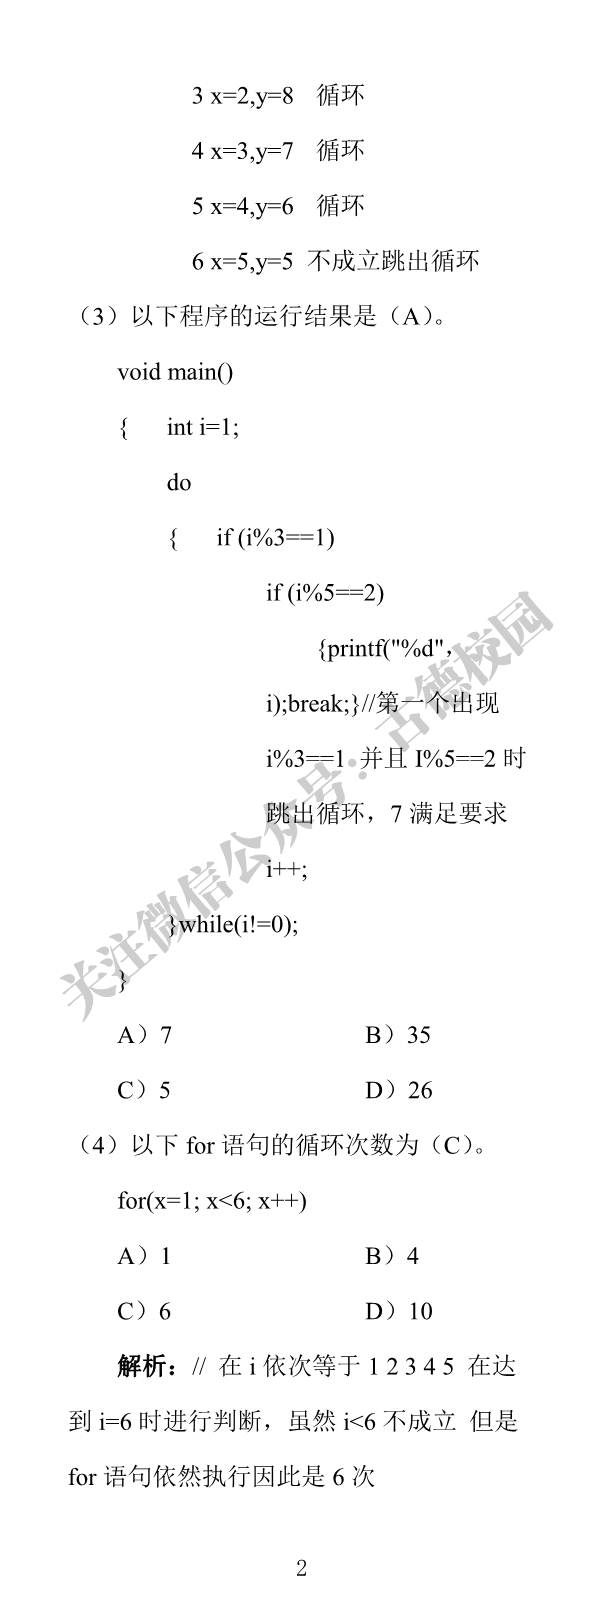 3 x=2,y=8 循环
4 x=3,y=7 循环
5 x=4,y=6 循环
6 x=5,y=5 不成立跳出循环
（3）以下程序的运行结果是（A）。
void main()
{ int i=1;
do
{ if (i%3==1)
if (i%5==2)
{printf("%d",
i);break;}//第一个出现
i%3==1 并且 I%5==2 时
跳出循环，7 满足要求
i++;
}while(i!=0);
}
A）7 B）35
C）5 D）26
（4）以下 for 语句的循环次数为（C）。
for(x=1; x<6; x++)
A）1 B）4
C）6 D）10
解析：// 在 i 依次等于 1 2 3 4 5 在达
到 i=6 时进行判断，虽然 i<6 不成立 但是
for 语句依然执行因此是 6 次
2
关注微信公众号：古德校园